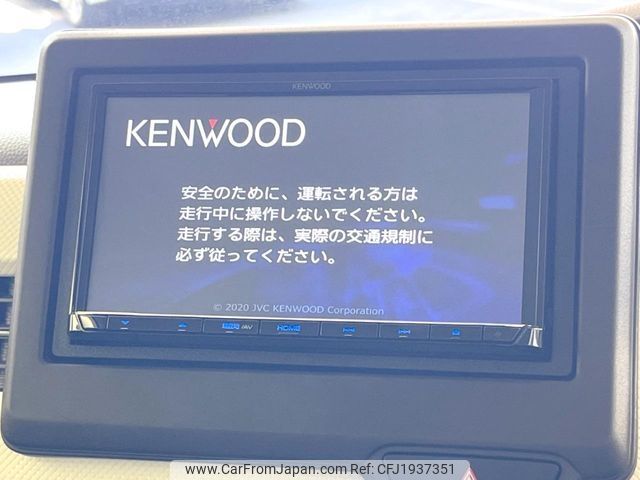 KENWOOD
KENWOOD
安全のために、運転される方は
走行中に操作しないでください。
走行する際は、実際の交通規制に
必ず従ってください。
© 2020 JVC KENWOOD Corporation
HOME
www.CarFromJapan.com Ref:CFJ1937351